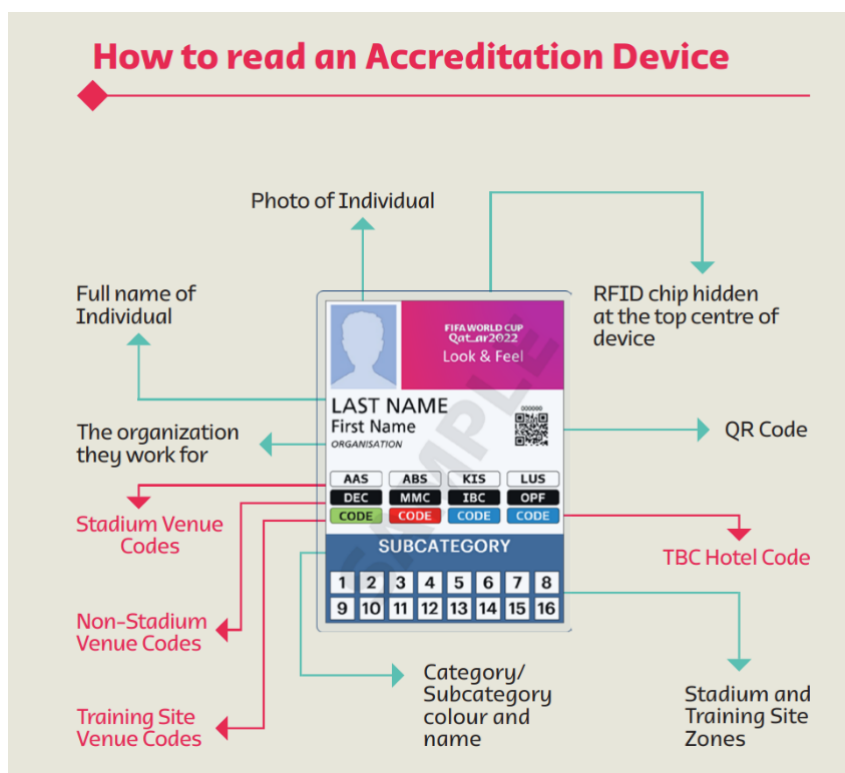 How to read an Accreditation Device
Photo of Individual
Full name of
Individual
RFID chip hidden
at the top centre of
device
FIFA WORLD CUP
Qatar2022
Look & Feel
LAST NAME
First Name
ORGANISATION
000000
The organization
they work for
QR Code
AAS ABS KIS LUS
DEC MMC IBC OPF
CODE CODE CODE CODE
Stadium Venue
Codes
TBC Hotel Code
SUBCATEGORY
1 2 3 4 5 6 7 8
9 10 11 12 13 14 15 16
SAMPLE
Non-Stadium
Venue Codes
Training Site
Venue Codes
Category/
Subcategory
colour and
name
Stadium and
Training Site
Zones